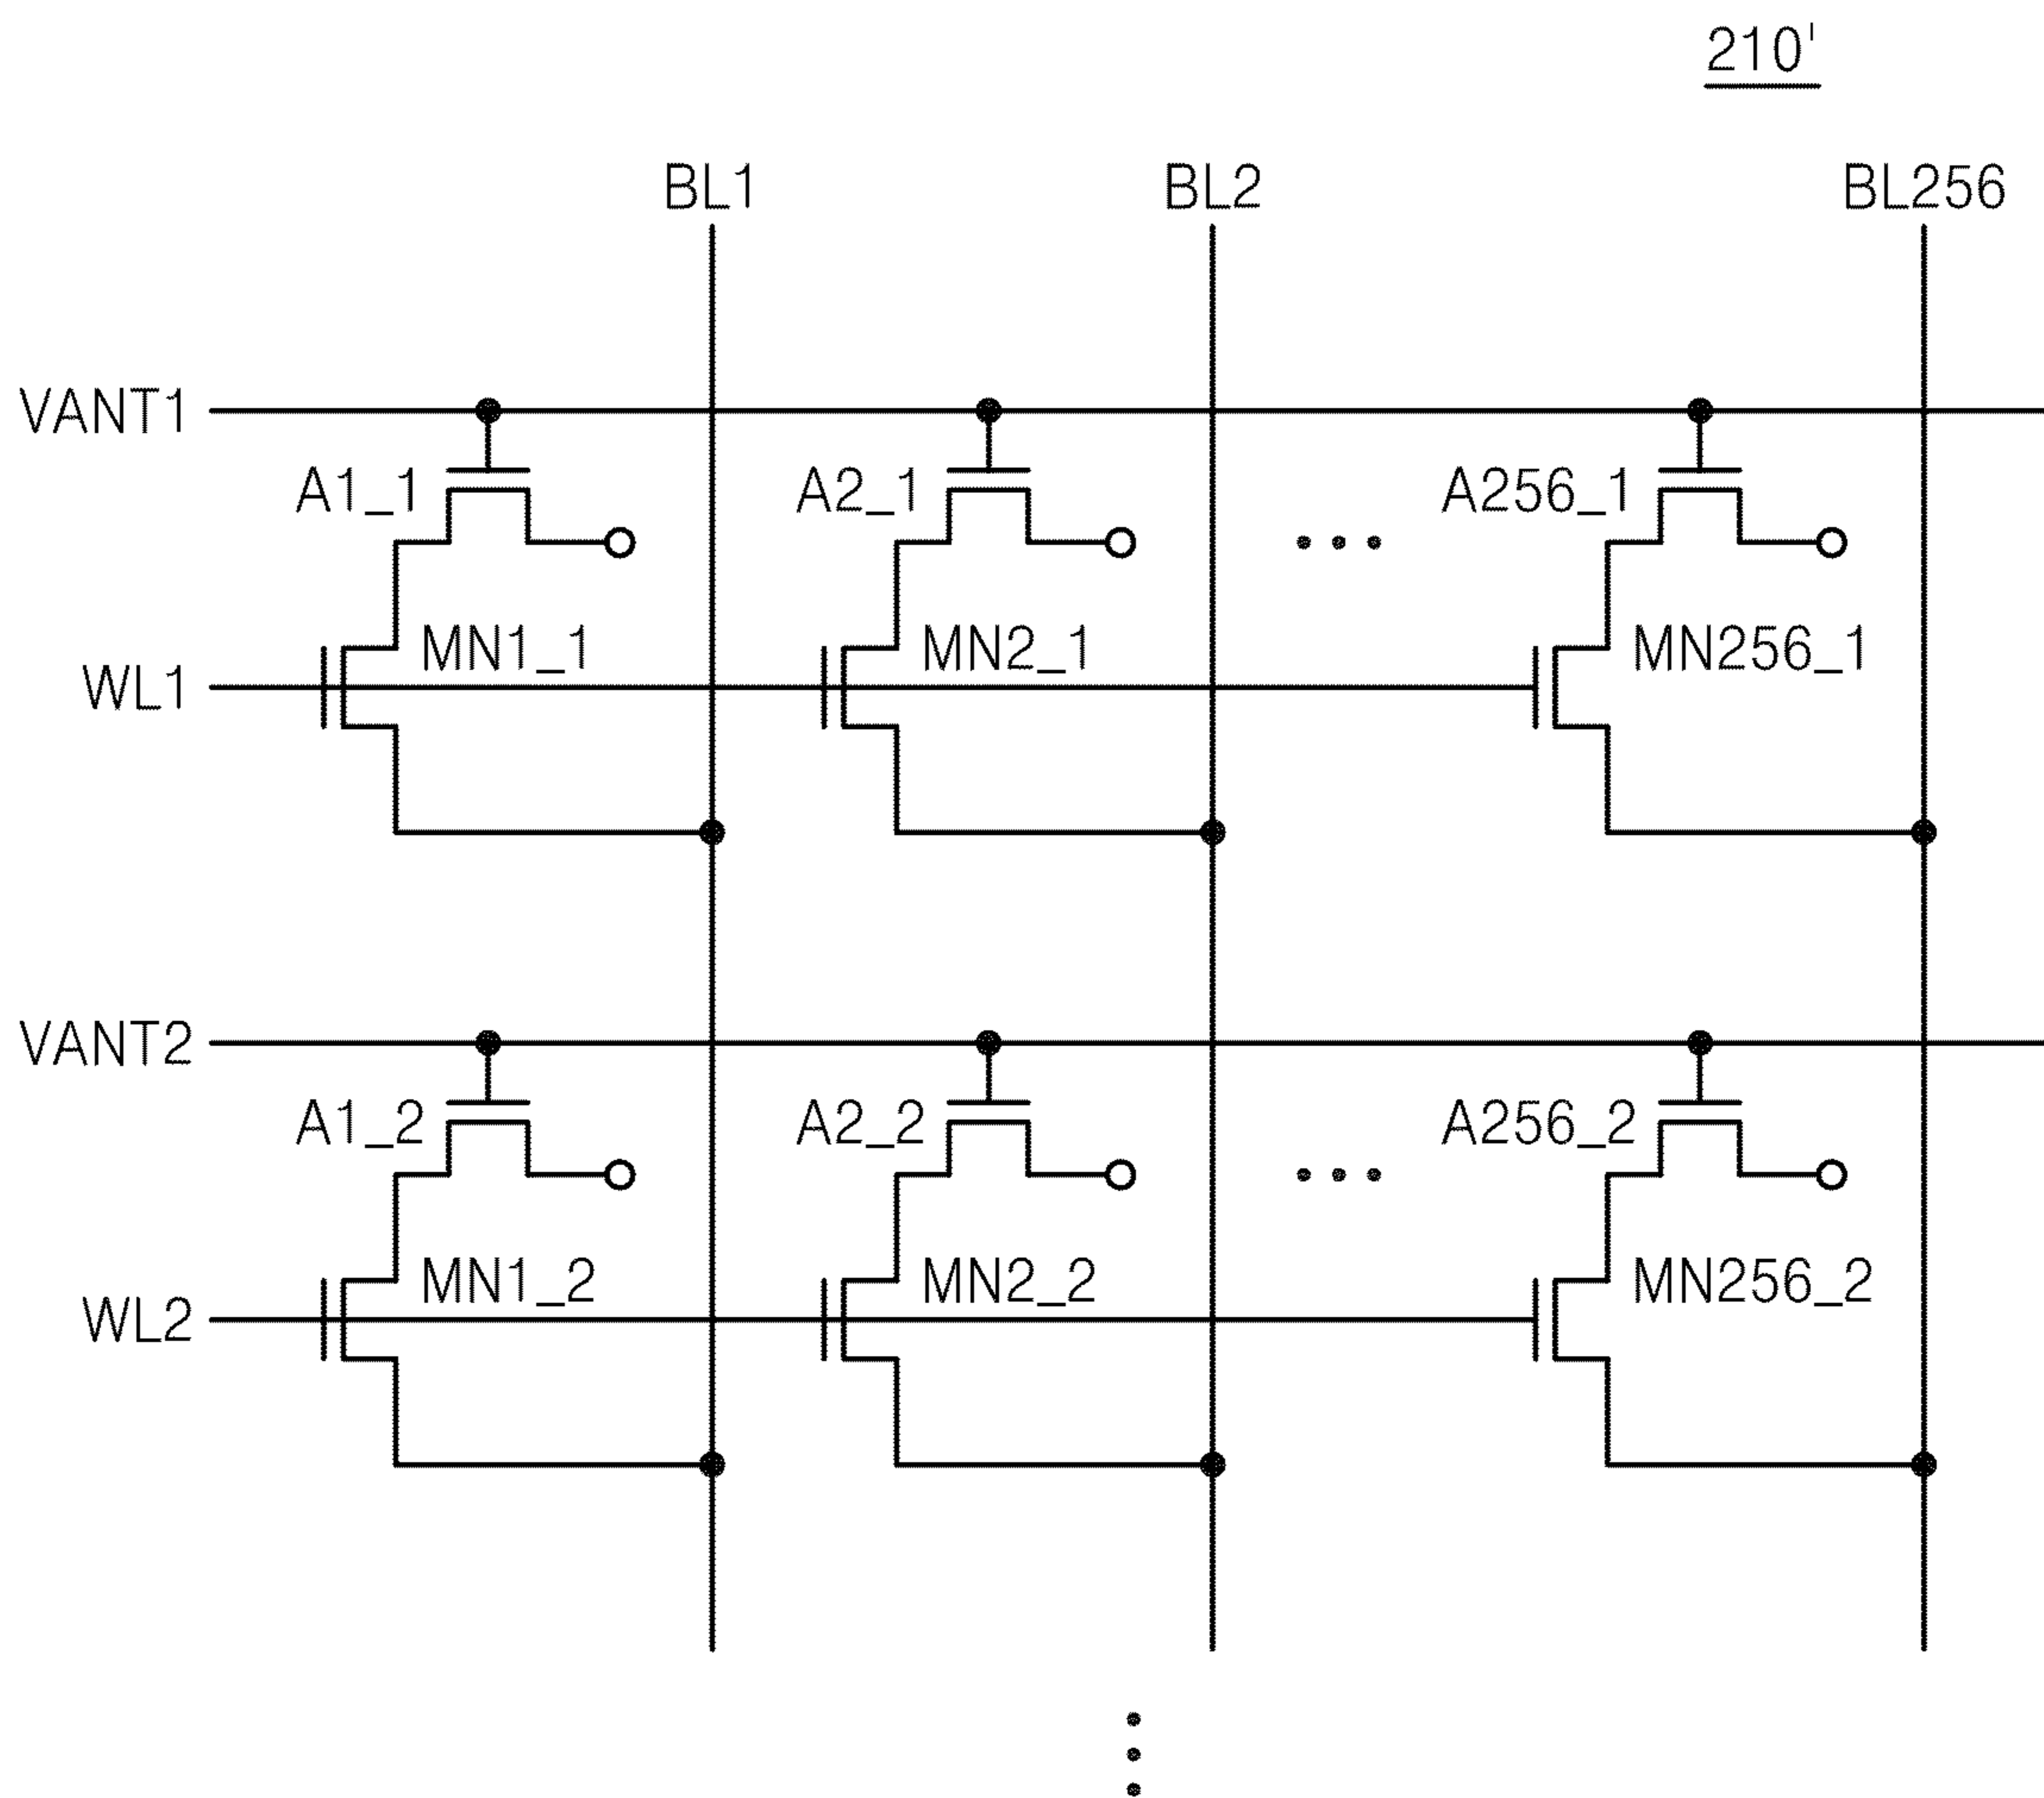 210'
BL1 BL2 BL256
VANT1
A1_1 A2_1 ... A256_1
MN1_1 MN2_1 MN256_1
WL1
VANT2
A1_2 A2_2 ... A256_2
MN1_2 MN2_2 MN256_2
WL2